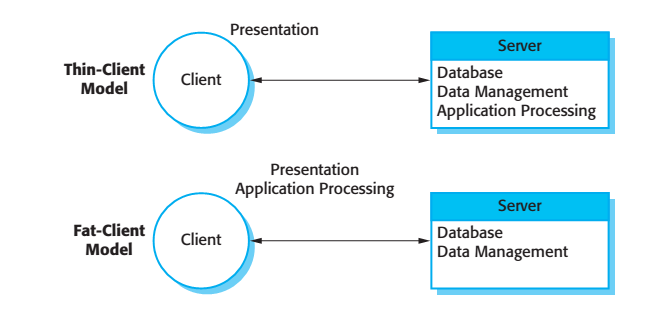 Presentation
Thin-Client
Model
Client
Server
Database
Data Management
Application Processing
Presentation
Application Processing
Fat-Client
Model
Client
Server
Database
Data Management